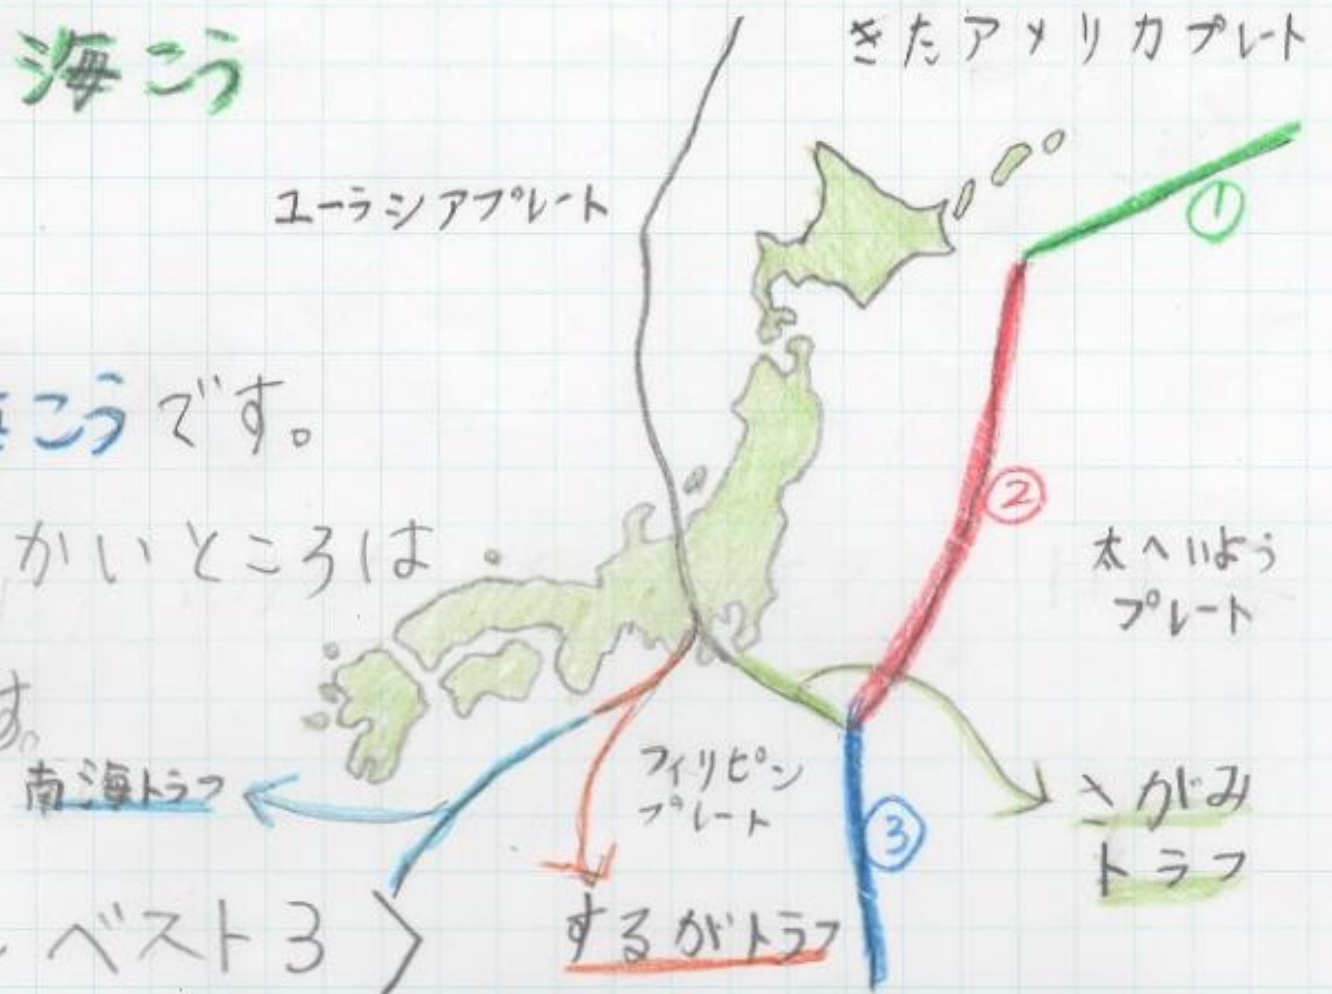 海こう
きたアメリカプレート
ユーラシアプレート
①
こうです。
②
かいところは
太へいよう
プレート
す。
南海トラフ
フィリピン
プレート
③
さがみ
トラフ
ベスト3〉
するがトラフ